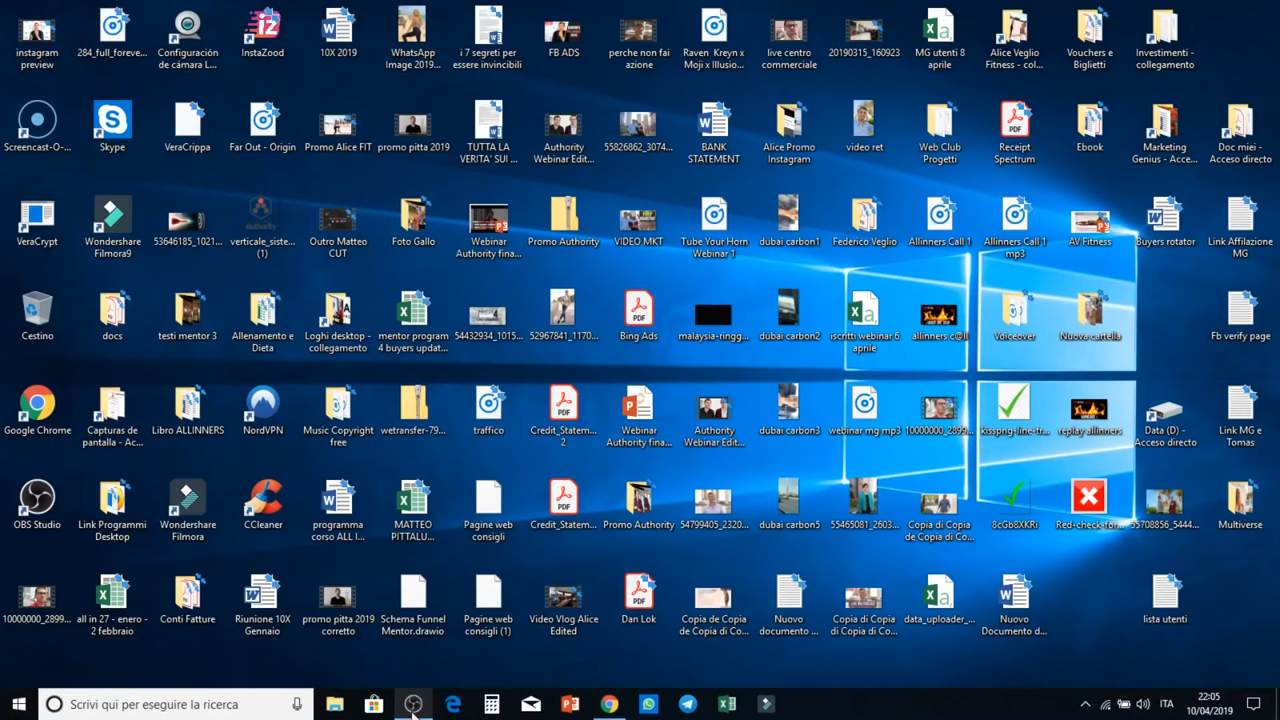 instagram preview
284_full_foreve...
Configuración de cámara L...
InstaZood
10X 2019
WhatsApp Image 2019...
i 7 segreti per essere invincibili
FB ADS
perche non fai azione
Raven Kreyn x Moji x Illusio...
live centro commerciale
20190315_160923
MG utenti 8 aprile
Alice Veglio Fitness - col...
Vouchers e Biglietti
Investimenti - collegamento
Screencast-O-...
Skype
VeraCrippa
Far Out - Origin
Promo Alice FIT
promo pitta 2019
TUTTA LA VERITA' SUI ...
Authority Webinar Edit...
55826862_3074...
BANK STATEMENT
Alice Promo Instagram
video ret
Web Club Progetti
Receipt Spectrum
Ebook
Marketing Genius - Acce...
Doc miei - Acceso directo
VeraCrypt
Wondershare Filmora9
53646185_1021...
verticale_siste... (1)
Outro Matteo CUT
Foto Gallo
Webinar Authority fina...
Promo Authority
VIDEO MKT
Tube Your Horn Webinar 1
dubai carbon1
Federico Veglio
Allinners Call 1
Allinners Call 1 mp3
AV Fitness
Buyers rotator
Link Affilazione MG
Cestino
docs
testi mentor 3
Allenamento e Dieta
Loghi desktop - collegamento
mentor program 4 buyers updat...
54432934_1015...
52967841_1170...
Bing Ads
malaysia-ringg...
dubai carbon2
iscritti webinar 6 aprile
allinners c@ll
Voiceover
Nuova cartella
Fb verify page
Google Chrome
Capturas de pantalla - Ac...
Libro ALLINNERS
NordVPN
Music Copyright free
wetransfer-79...
traffico
Credit_Statem... 2
Webinar Authority fina...
Authority Webinar Edit...
dubai carbon3
webinar mg mp3
10000000_2899...
kisspng-line-tr...
replay allinners
Data (D) - Acceso directo
Link MG e Tomas
OBS Studio
Link Programmi Desktop
Wondershare Filmora
CCleaner
programma corso ALL I...
MATTEO PITTALU...
Pagine web consigli
Credit_Statem...
Promo Authority
54799405_2320...
dubai carbon5
55465081_2603...
Copia di Copia de Copia di Co...
8cGb8XKRi
Red-check-for...
55708856_5444...
Multiverse
10000000_2899...
all in 27 - enero - 2 febbraio
Conti Fatture
Riunione 10X Gennaio
promo pitta 2019 corretto
Schema Funnel Mentor.drawio
Pagine web consigli (1)
Video Vlog Alice Edited
Dan Lok
Copia de Copia de Copia di Co...
Nuovo documento ...
Copia di Copia di Copia di Co...
data_uploader_...
Nuovo Documento d...
lista utenti
Scrivi qui per eseguire la ricerca
ITA
22:05
10/04/2019